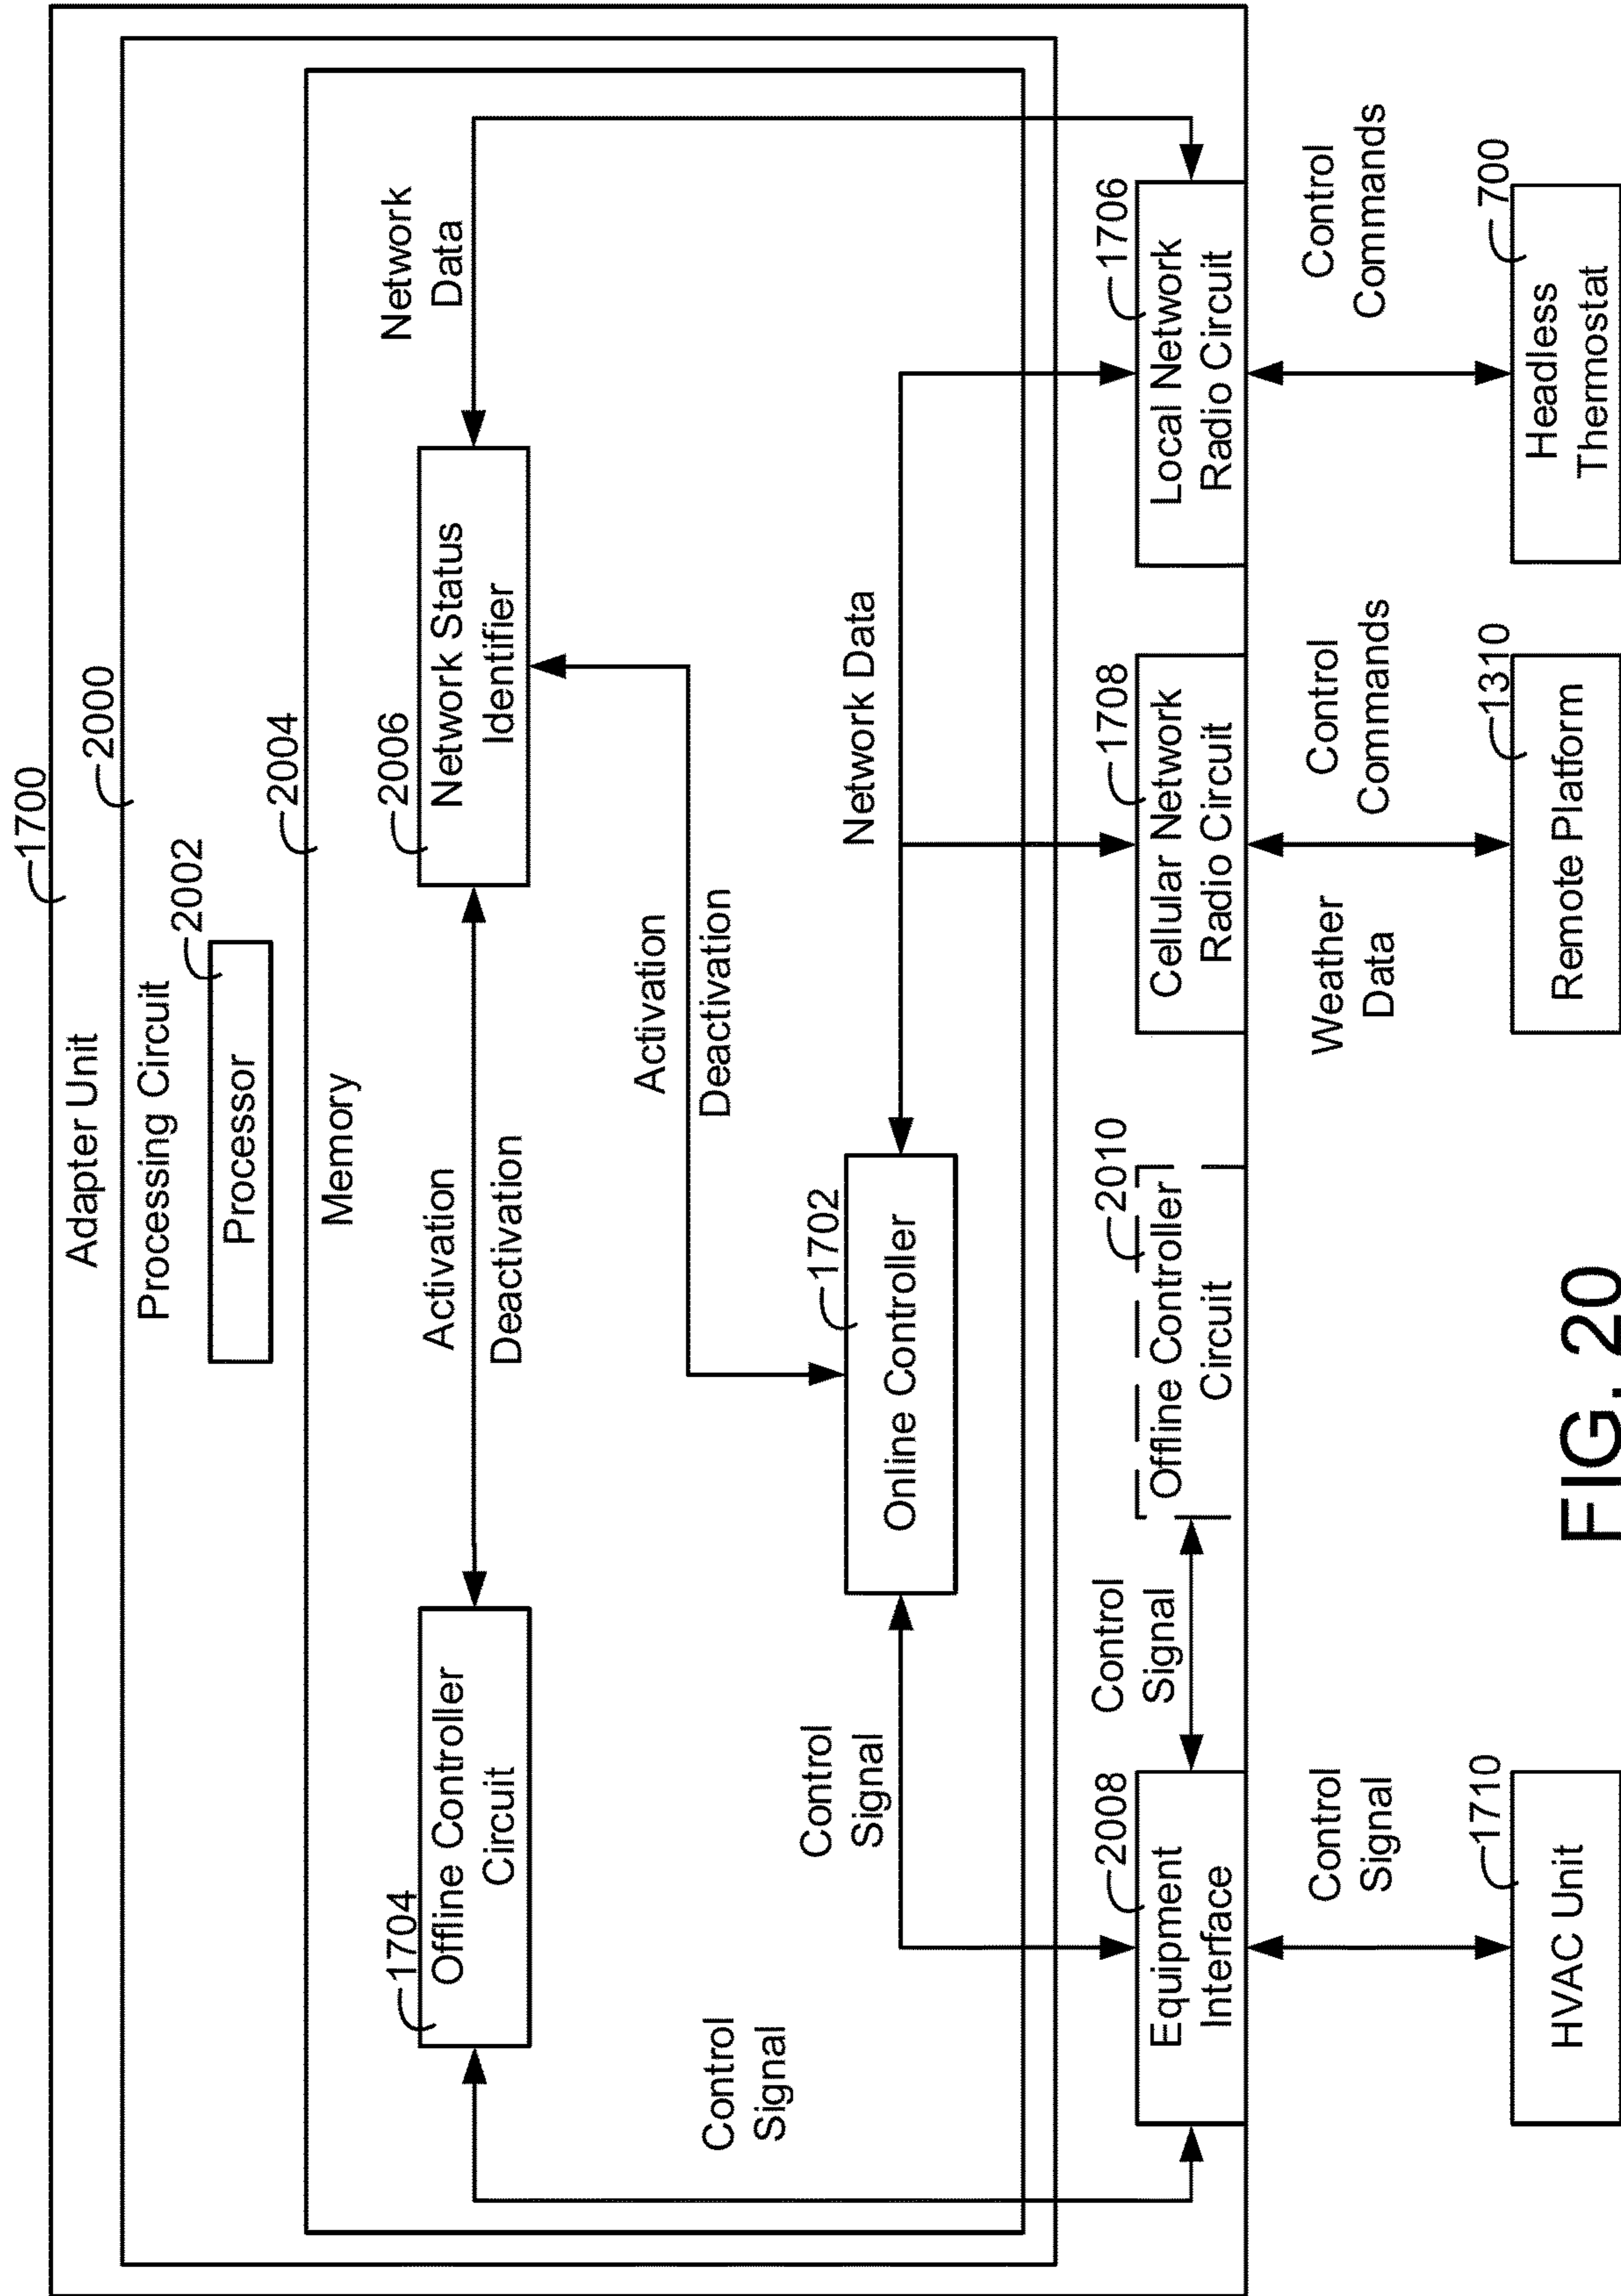 1700
Adapter Unit
2000
Processing Circuit
2002
Processor
2004
Memory
1704
Offline Controller
Circuit
Activation
Deactivation
2006
Network Status
Identifier
Network
Data
Activation
Deactivation
Control
Signal
Control
Signal
1702
Online Controller
Network Data
2008
Equipment
Interface
Control
Signal
2010
Offline Controller
Circuit
1708
Cellular Network
Radio Circuit
1706
Local Network
Radio Circuit
Control
Signal
Weather
Data
Control
Commands
Control
Commands
1710
HVAC Unit
1310
Remote Platform
700
Headless
Thermostat
FIG. 20